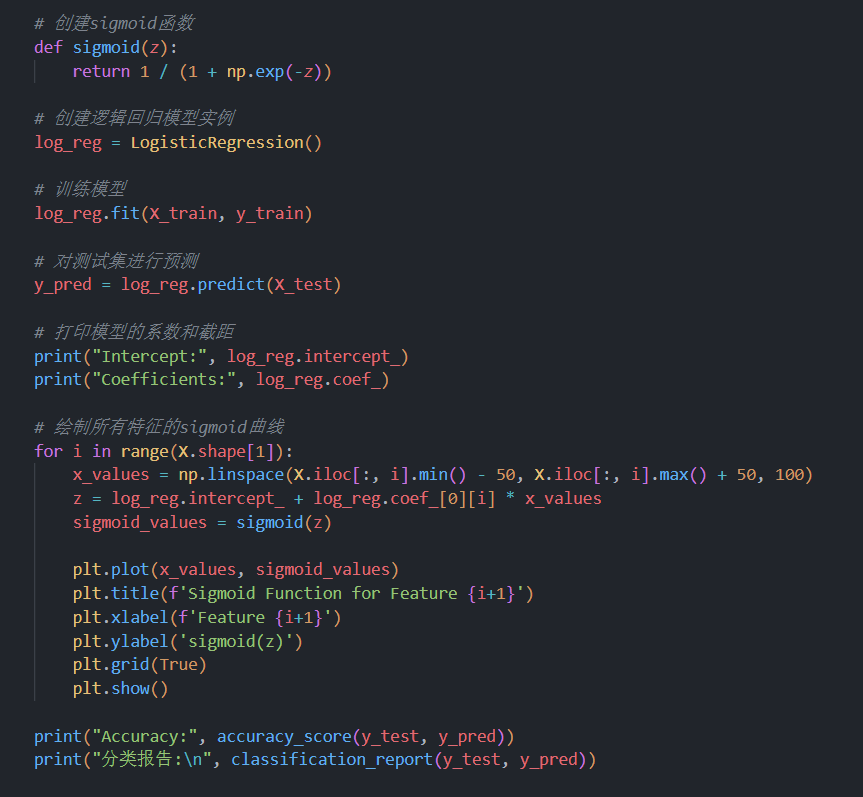 # 创建sigmoid函数
def sigmoid(z):
    return 1 / (1 + np.exp(-z))
# 创建逻辑回归模型实例
log_reg = LogisticRegression()
# 训练模型
log_reg.fit(X_train, y_train)
# 对测试集进行预测
y_pred = log_reg.predict(X_test)
# 打印模型的系数和截距
print("Intercept:", log_reg.intercept_)
print("Coefficients:", log_reg.coef_)
# 绘制所有特征的sigmoid曲线
for i in range(X.shape[1]):
    x_values = np.linspace(X.iloc[:, i].min() - 50, X.iloc[:, i].max() + 50, 100)
    z = log_reg.intercept_ + log_reg.coef_[0][i] * x_values
    sigmoid_values = sigmoid(z)
    plt.plot(x_values, sigmoid_values)
    plt.title(f'Sigmoid Function for Feature {i+1}')
    plt.xlabel(f'Feature {i+1}')
    plt.ylabel('sigmoid(z)')
    plt.grid(True)
    plt.show()
print("Accuracy:", accuracy_score(y_test, y_pred))
print("分类报告:\n", classification_report(y_test, y_pred))